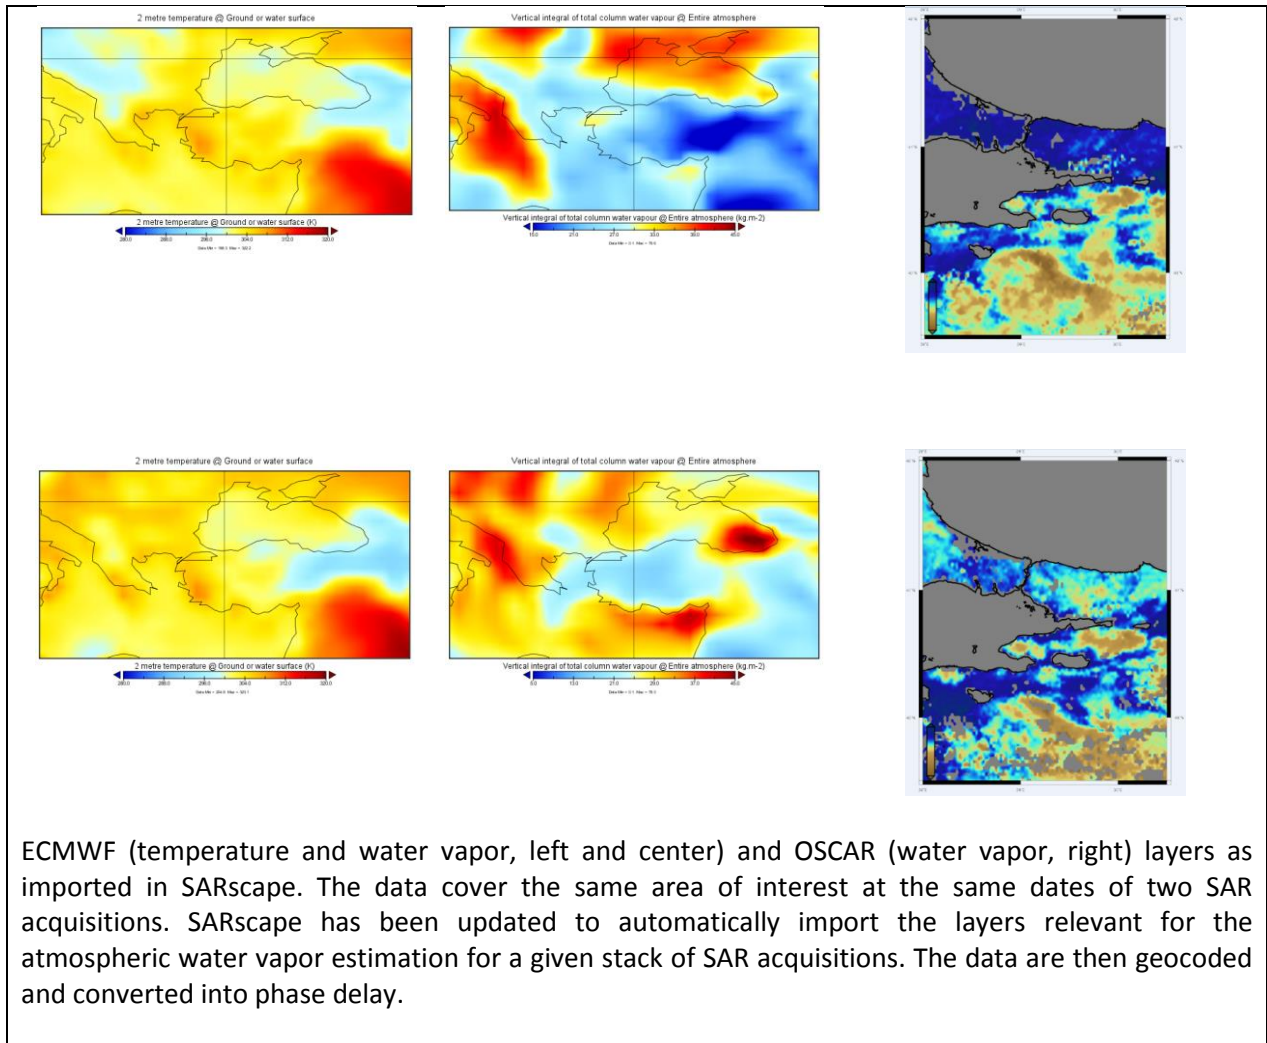 2 metre temperature @ Ground or water surface
Vertical integral of total column water vapour @ Entire atmosphere
2 metre temperature @ Ground or water surface (K)
Vertical integral of total column water vapour @ Entire atmosphere (kg.m-2)
2 metre temperature @ Ground or water surface
Vertical integral of total column water vapour @ Entire atmosphere
2 metre temperature @ Ground or water surface (K)
Vertical integral of total column water vapour @ Entire atmosphere (kg.m-2)
ECMWF (temperature and water vapor, left and center) and OSCAR (water vapor, right) layers as
imported in SARscape. The data cover the same area of interest at the same dates of two SAR
acquisitions. SARscape has been updated to automatically import the layers relevant for the
atmospheric water vapor estimation for a given stack of SAR acquisitions. The data are then geocoded
and converted into phase delay.